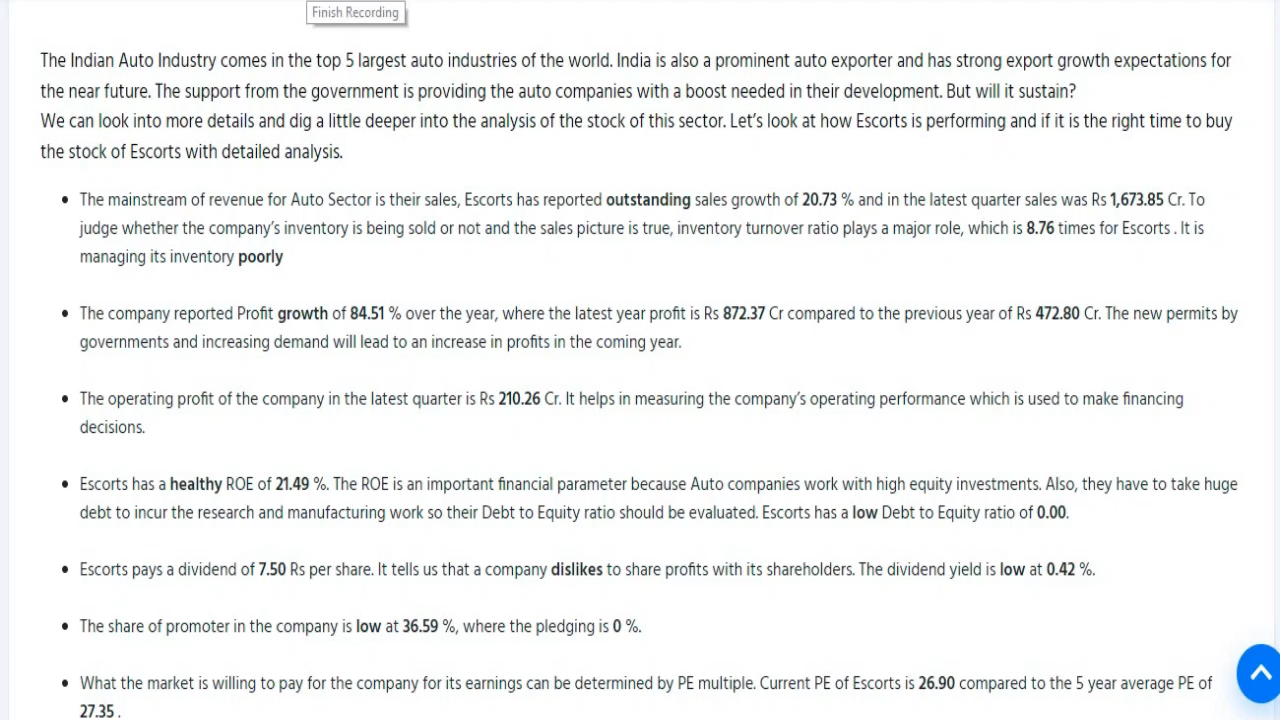 Finish Recording
The Indian Auto Industry comes in the top 5 largest auto industries of the world. India is also a prominent auto exporter and has strong export growth expectations for
the near future. The support from the government is providing the auto companies with a boost needed in their development. But will it sustain?
We can look into more details and dig a little deeper into the analysis of the stock of this sector. Let's look at how Escorts is performing and if it is the right time to buy
the stock of Escorts with detailed analysis.
• The mainstream of revenue for Auto Sector is their sales, Escorts has reported outstanding sales growth of 20.73 % and in the latest quarter sales was Rs 1,673.85 Cr. To
judge whether the company's inventory is being sold or not and the sales picture is true, inventory turnover ratio plays a major role, which is 8.76 times for Escorts . It is
managing its inventory poorly
• The company reported Profit growth of 84.51 % over the year, where the latest year profit is Rs 872.37 Cr compared to the previous year of Rs 472.80 Cr. The new permits by
governments and increasing demand will lead to an increase in profits in the coming year.
• The operating profit of the company in the latest quarter is Rs 210.26 Cr. It helps in measuring the company's operating performance which is used to make financing
decisions.
• Escorts has a healthy ROE of 21.49 %. The ROE is an important financial parameter because Auto companies work with high equity investments. Also, they have to take huge
debt to incur the research and manufacturing work so their Debt to Equity ratio should be evaluated. Escorts has a low Debt to Equity ratio of 0.00.
• Escorts pays a dividend of 7.50 Rs per share. It tells us that a company dislikes to share profits with its shareholders. The dividend yield is low at 0.42 %.
• The share of promoter in the company is low at 36.59 %, where the pledging is 0 %.
• What the market is willing to pay for the company for its earnings can be determined by PE multiple. Current PE of Escorts is 26.90 compared to the 5 year average PE of
27.35 .